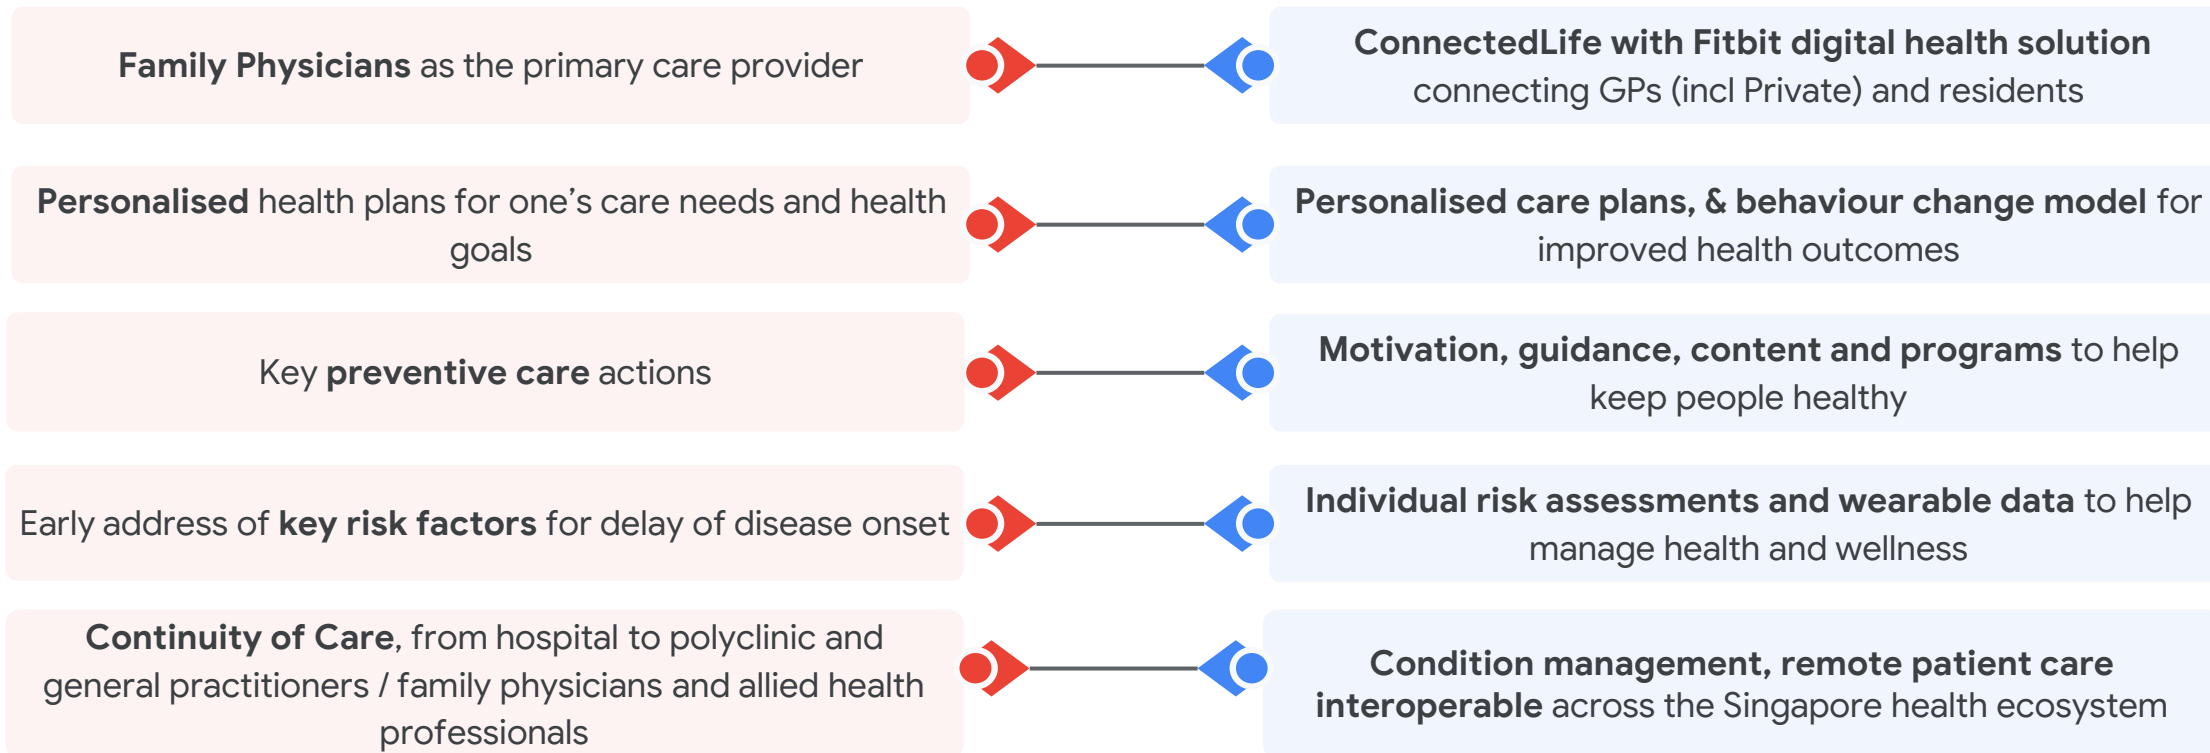 Family Physicians as the primary care provider
ConnectedLife with Fitbit digital health solution
connecting GPs (incl Private) and residents
Personalised health plans for one’s care needs and health
goals
Personalised care plans, & behaviour change model for
improved health outcomes
Key preventive care actions
Motivation, guidance, content and programs to help
keep people healthy
Early address of key risk factors for delay of disease onset
Individual risk assessments and wearable data to help
manage health and wellness
Continuity of Care, from hospital to polyclinic and
general practitioners / family physicians and allied health
professionals
Condition management, remote patient care
interoperable across the Singapore health ecosystem